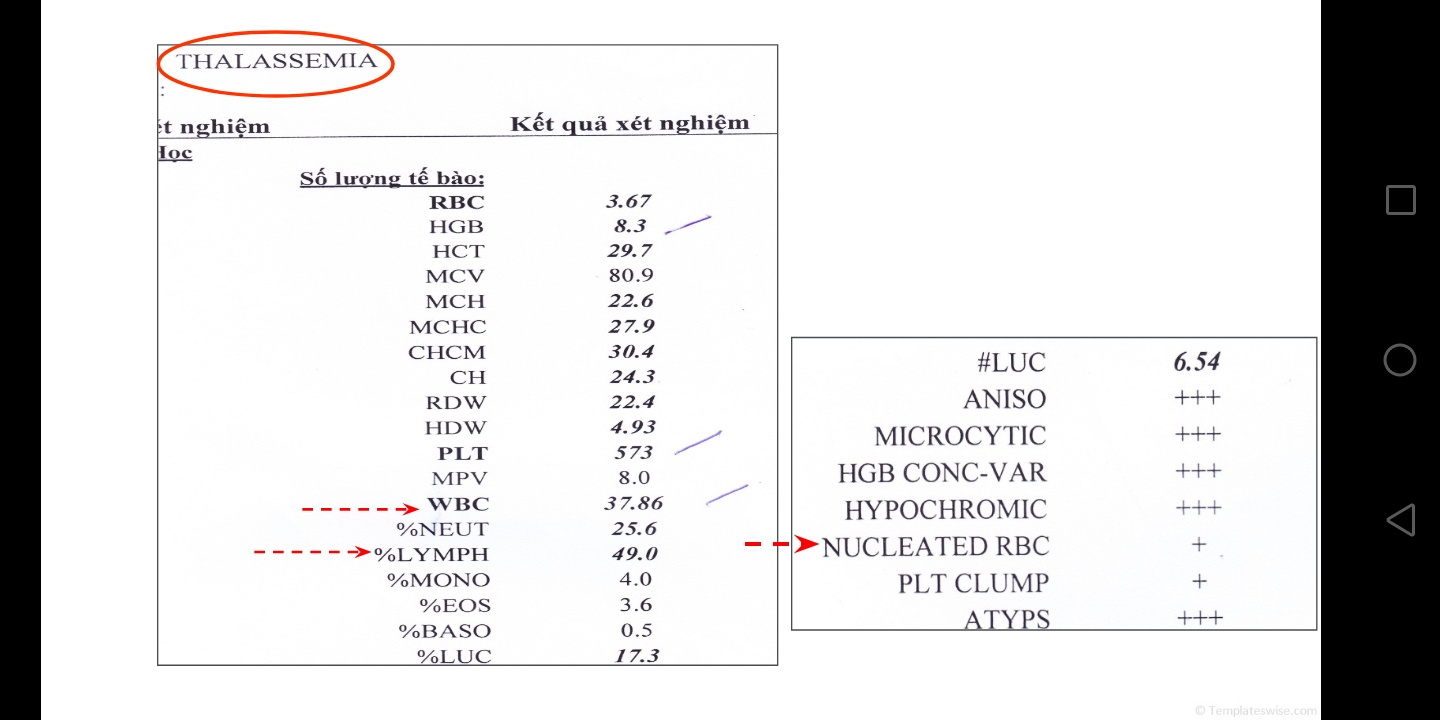 THALASSEMIA
:
ét nghiệm Kết quả xét nghiệm
Học
Số lượng tế bào:
RBC 3.67
HGB 8.3
HCT 29.7
MCV 80.9
MCH 22.6
MCHC 27.9
CHCM 30.4
CH 24.3
RDW 22.4
HDW 4.93
PLT 573
MPV 8.0
WBC 37.86
%NEUT 25.6
%LYMPH 49.0
%MONO 4.0
%EOS 3.6
%BASO 0.5
%LUC 17.3
#LUC 6.54
ANISO +++
MICROCYTIC +++
HGB CONC-VAR +++
HYPOCHROMIC +++
NUCLEATED RBC +
PLT CLUMP +
ATYPS +++
© Templateswise.com